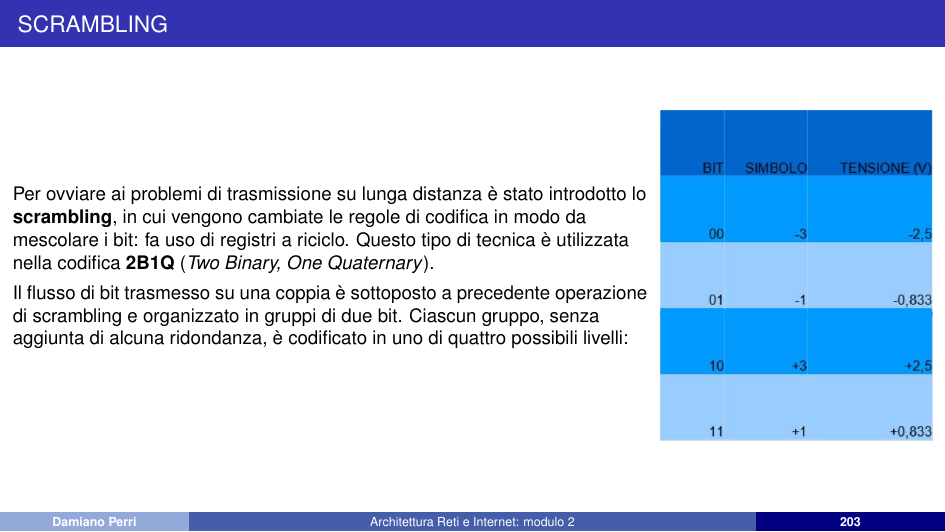 SCRAMBLING
Per ovviare ai problemi di trasmissione su lunga distanza è stato introdotto lo
scrambling, in cui vengono cambiate le regole di codifica in modo da
mescolare i bit: fa uso di registri a riciclo. Questo tipo di tecnica è utilizzata
nella codifica 2B1Q (Two Binary, One Quaternary).
Il flusso di bit trasmesso su una coppia è sottoposto a precedente operazione
di scrambling e organizzato in gruppi di due bit. Ciascun gruppo, senza
aggiunta di alcuna ridondanza, è codificato in uno di quattro possibili livelli:
BIT SIMBOLO TENSIONE (V)
00 -3 -2,5
01 -1 -0,833
10 +3 +2,5
11 +1 +0,833
Damiano Perri Architettura Reti e Internet: modulo 2 203